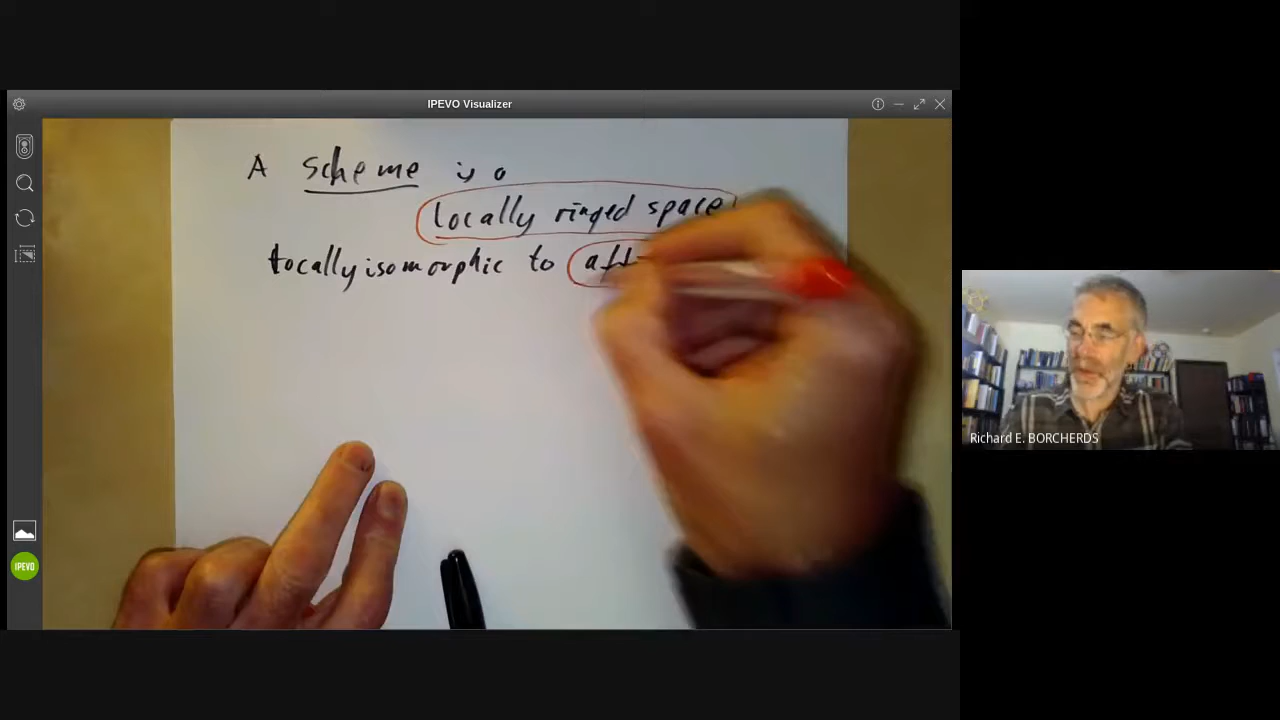 IPEVO Visualizer
A scheme is a
locally ringed space
locally isomorphic to
IPEVO
Richard E. BORCHERDS